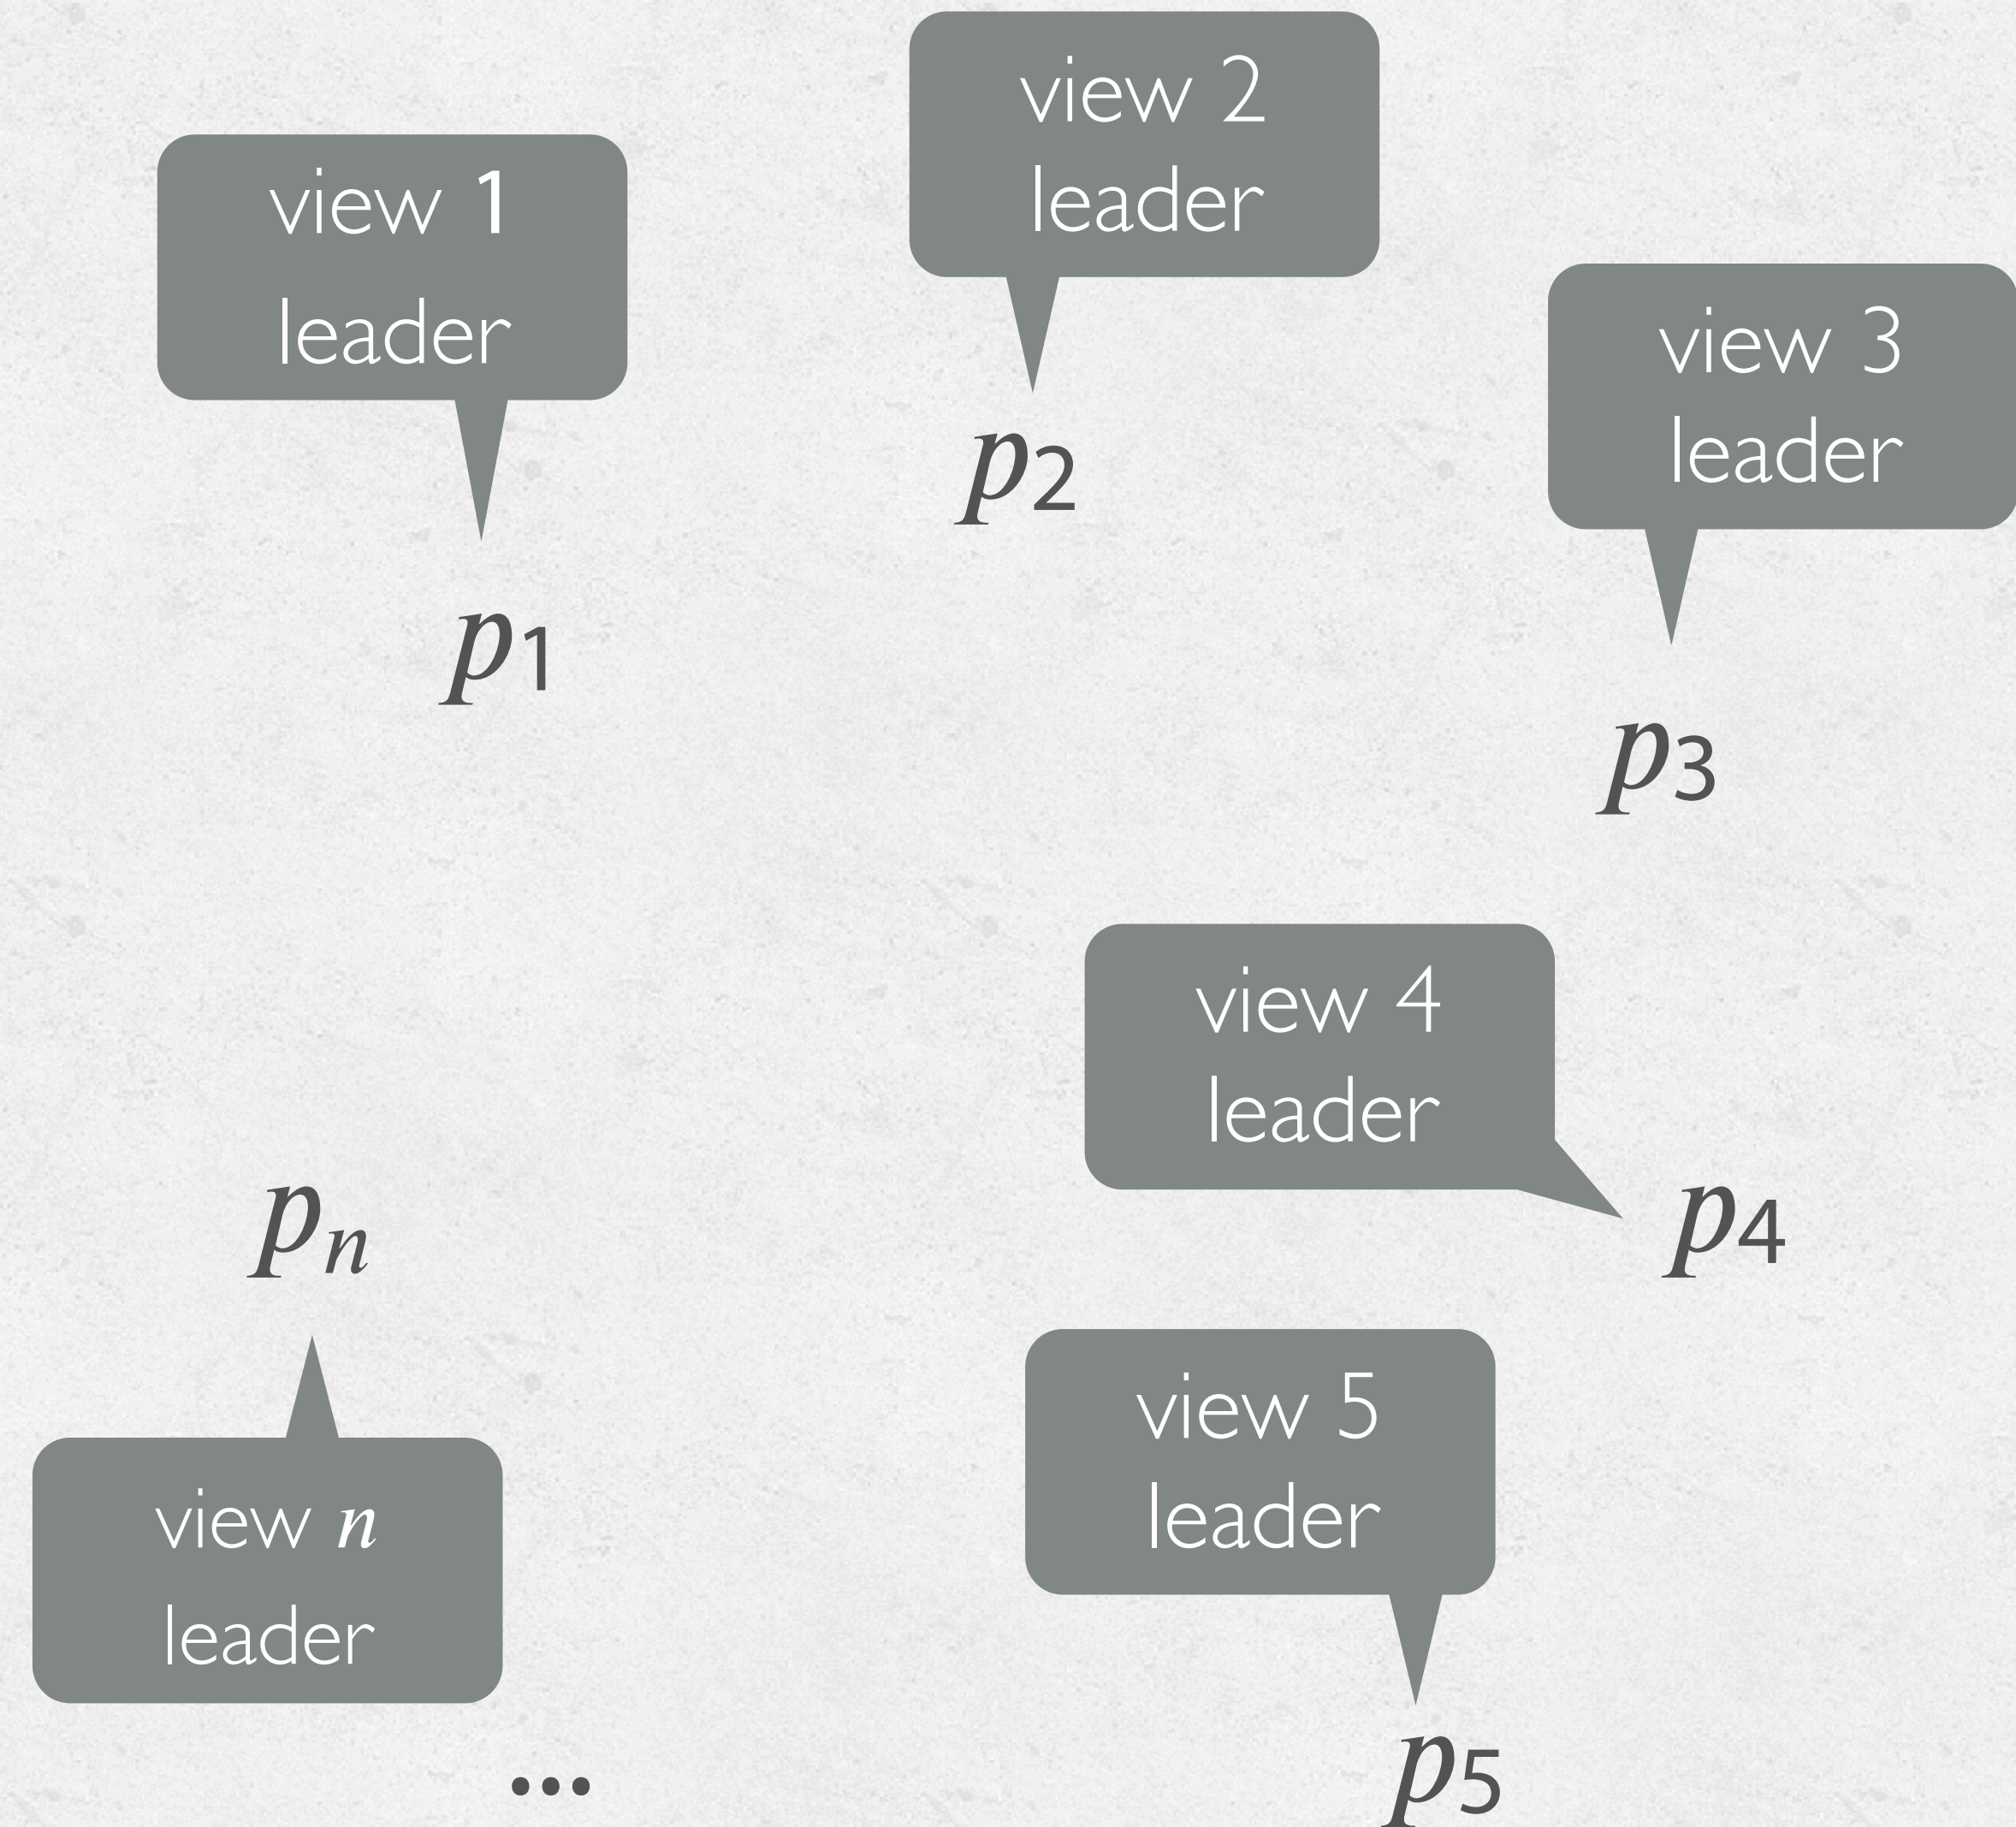 view 1
leader
view 2
leader
view 3
leader
p1
p2
p3
view 4
leader
p4
pn
view n
leader
view 5
leader
p5
...